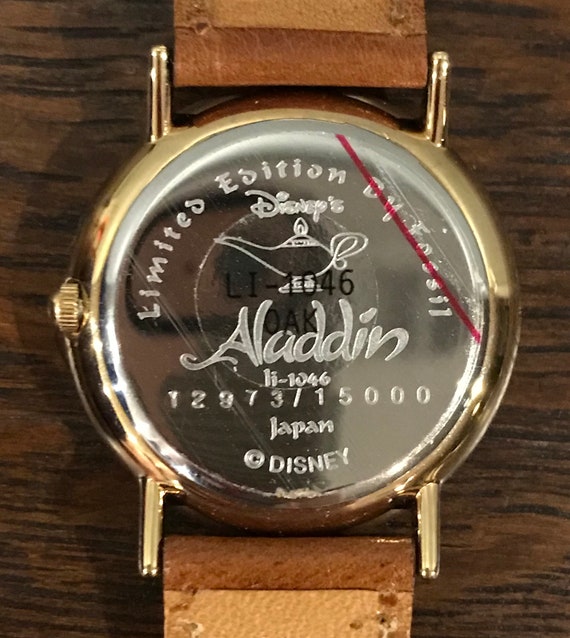 Limited Edition By Fossil
Disney's
LI-1046
OAK
Aladdin
li-1046
12973/15000
Japan
© DISNEY